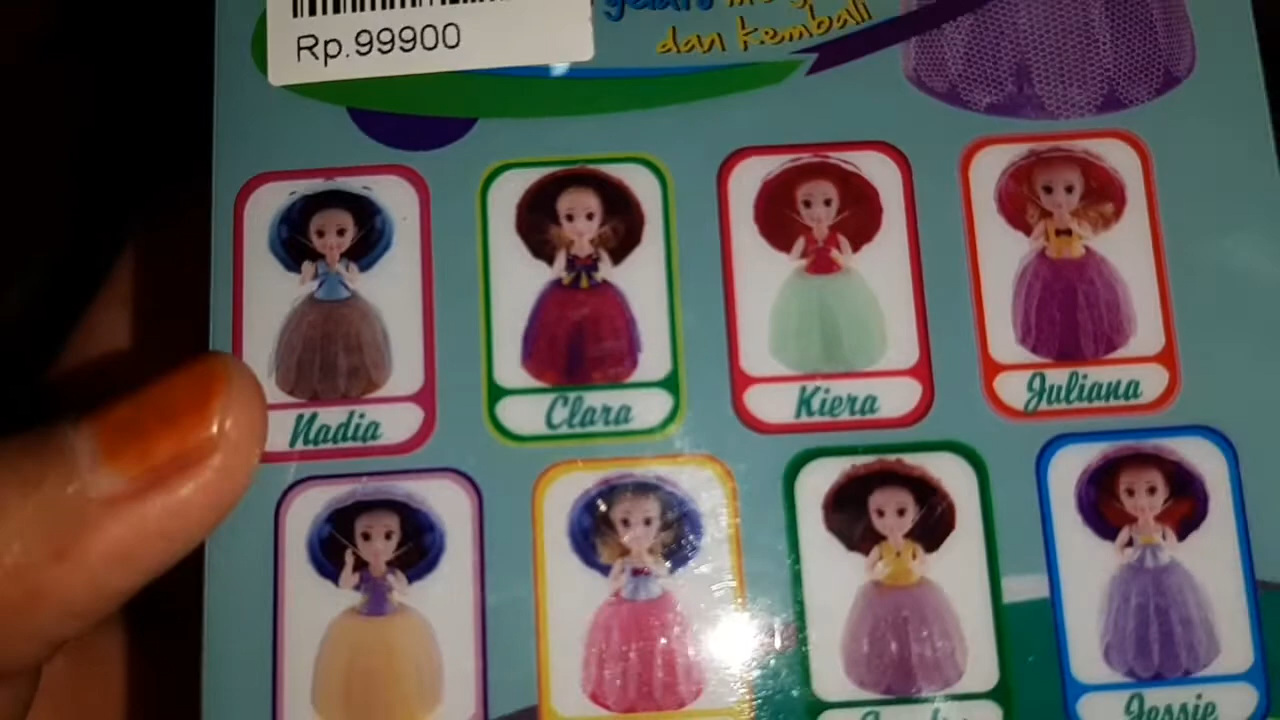 Rp.99900
dan kembali
Nadia
Clara
Kiera
Juliana
Jessie